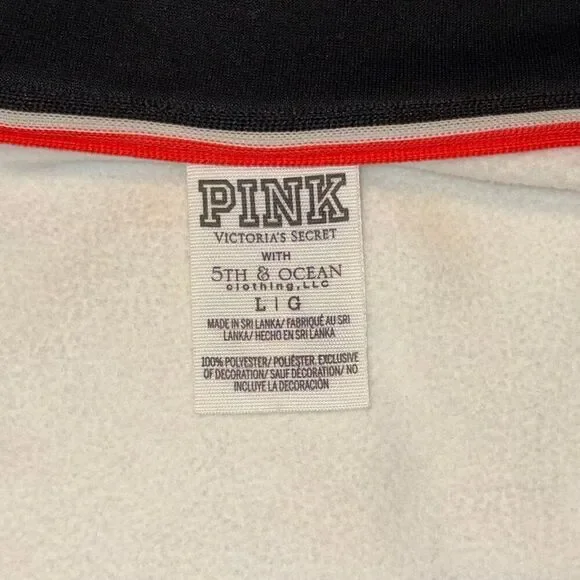 PINK
VICTORIA'S SECRET
WITH
5TH & OCEAN
clothing, LLC
L | G
MADE IN SRI LANKA/ FABRIQUÉ AU SRI
LANKA/ HECHO EN SRI LANKA
100% POLYESTER/ POLIÉSTER. EXCLUSIVE
OF DECORATION/ SAUF DÉCORATION/ NO
INCLUYE LA DECORACIÓN